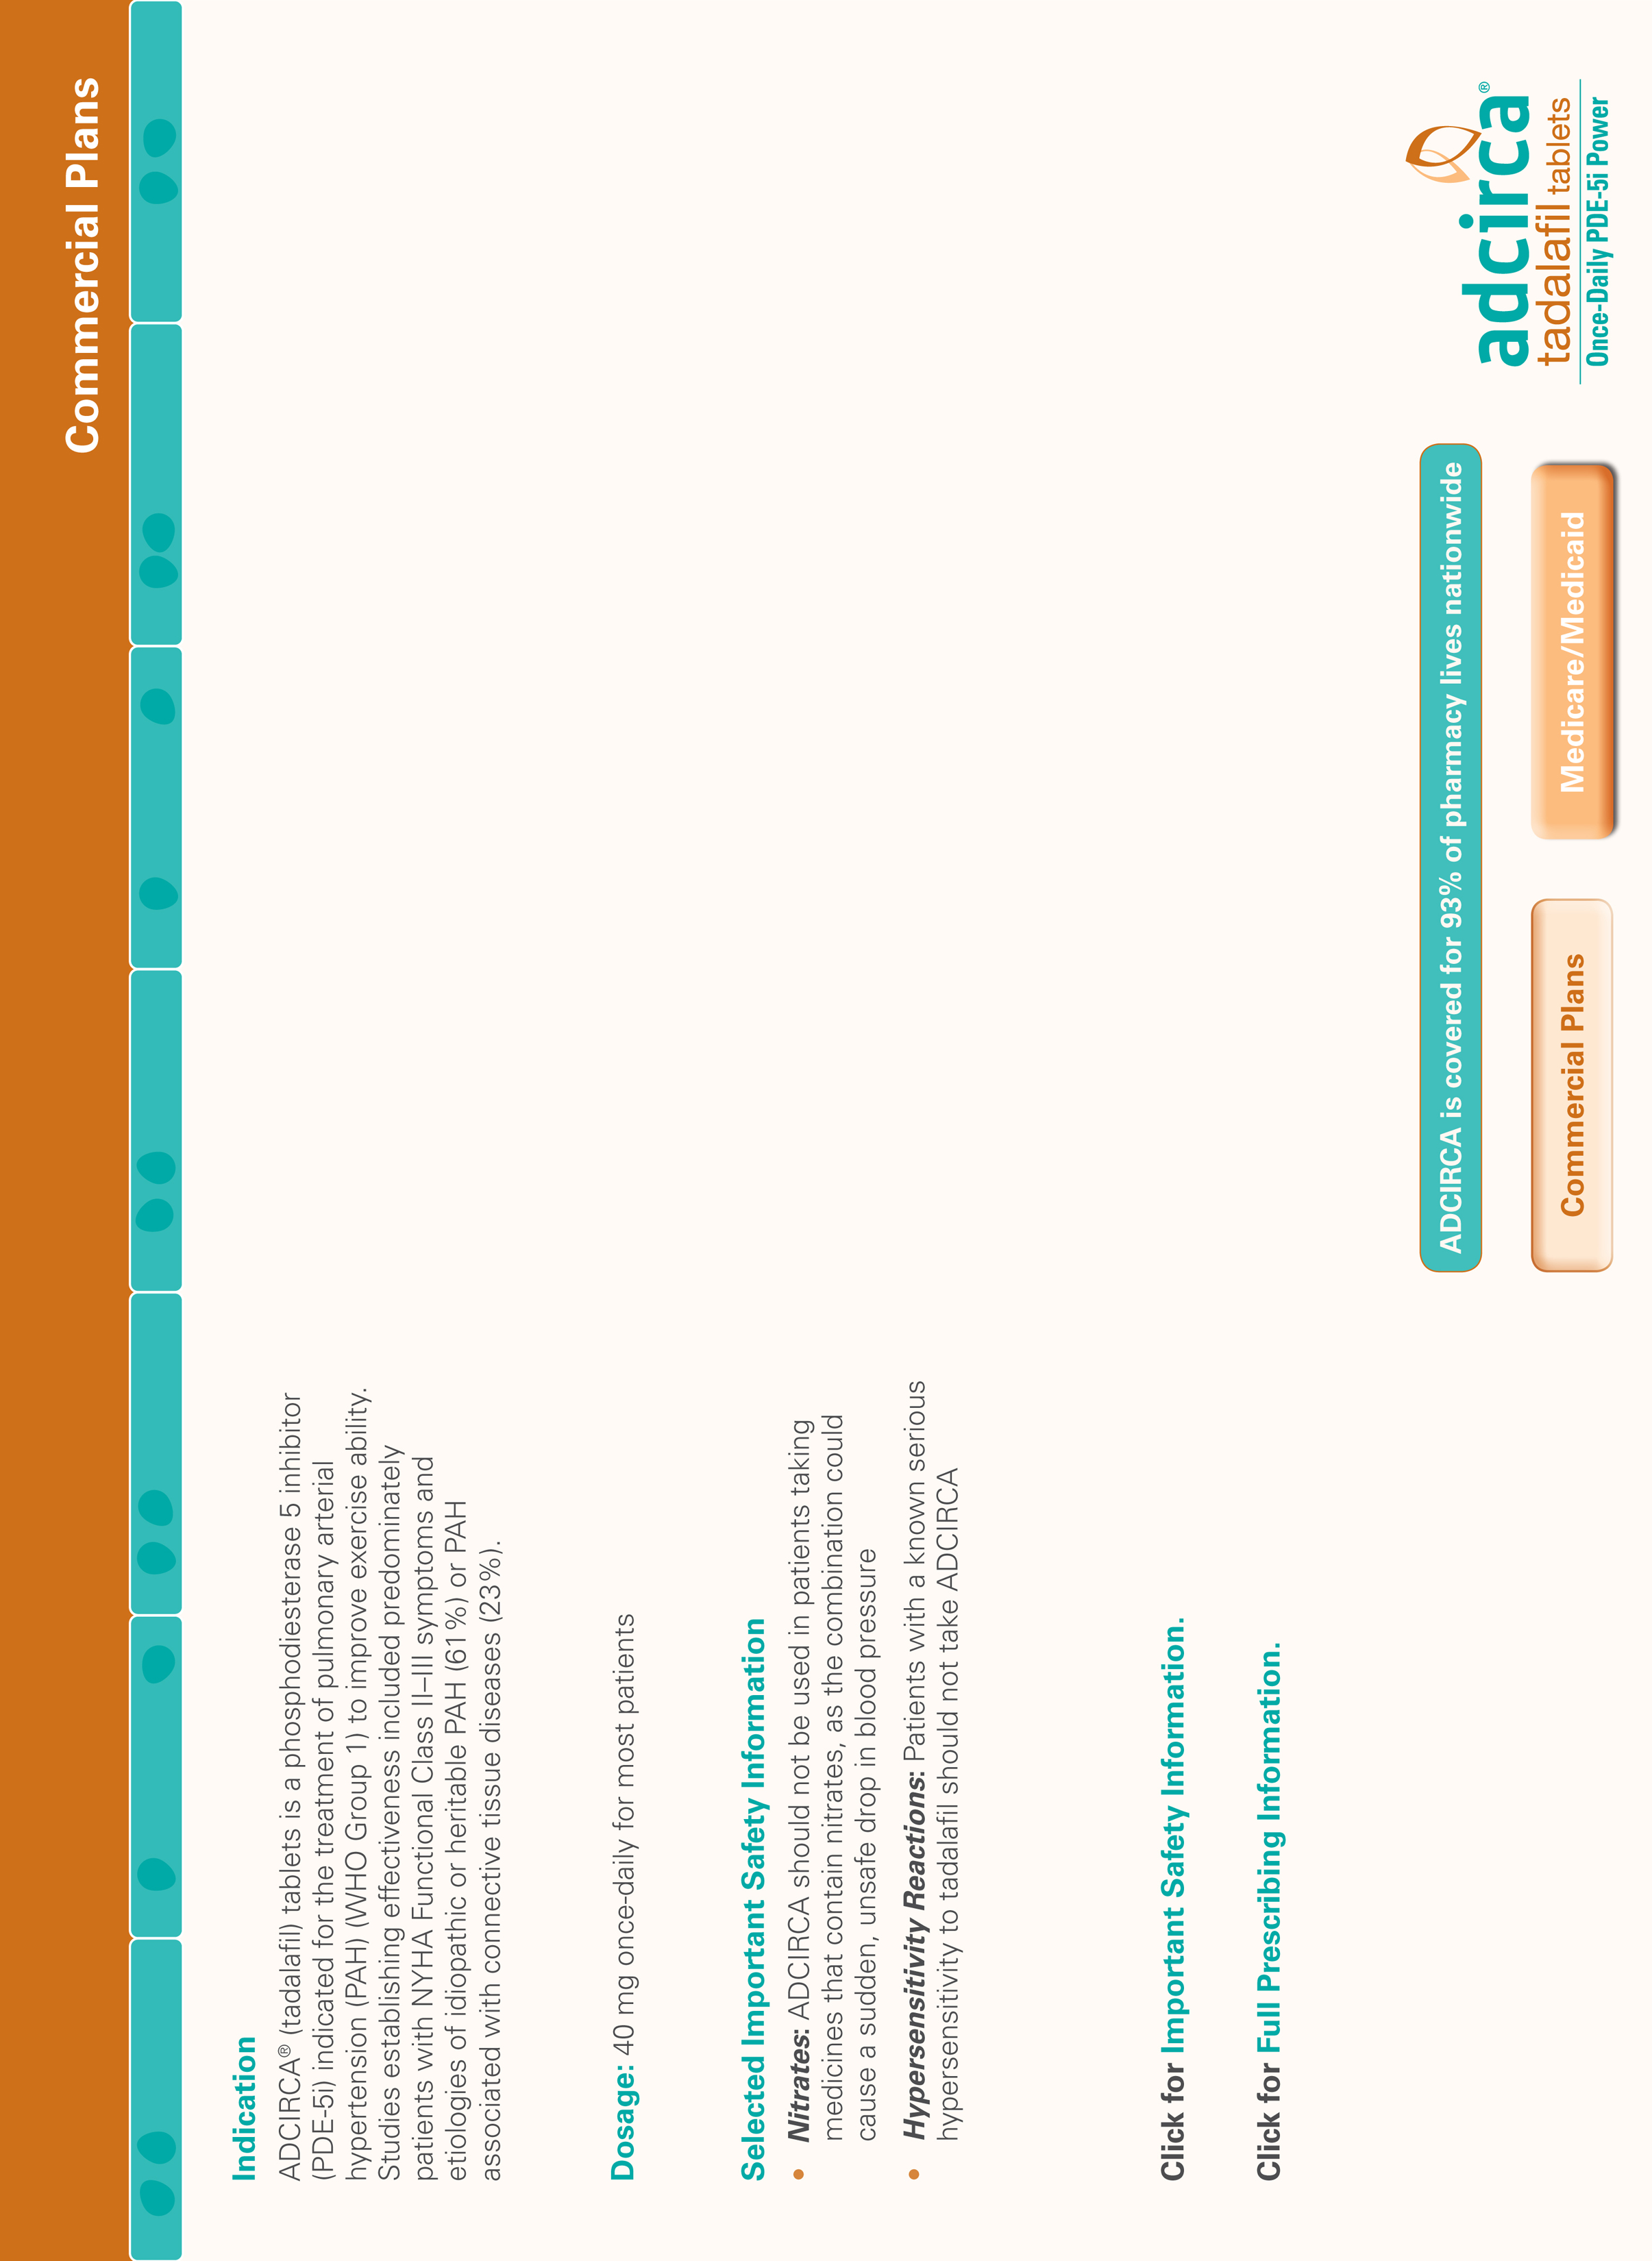 Commercial Plans
Indication
ADCIRCA® (tadalafil) tablets is a phosphodiesterase 5 inhibitor
(PDE-5i) indicated for the treatment of pulmonary arterial
hypertension (PAH) (WHO Group 1) to improve exercise ability.
Studies establishing effectiveness included predominately
patients with NYHA Functional Class II–III symptoms and
etiologies of idiopathic or heritable PAH (61%) or PAH
associated with connective tissue diseases (23%).
Dosage: 40 mg once-daily for most patients
Selected Important Safety Information
• Nitrates: ADCIRCA should not be used in patients taking
medicines that contain nitrates, as the combination could
cause a sudden, unsafe drop in blood pressure
• Hypersensitivity Reactions: Patients with a known serious
hypersensitivity to tadalafil should not take ADCIRCA
Click for Important Safety Information.
Click for Full Prescribing Information.
ADCIRCA is covered for 93% of pharmacy lives nationwide
Commercial Plans
Medicare/Medicaid
adcirca®
tadalafil tablets
Once-Daily PDE-5i Power